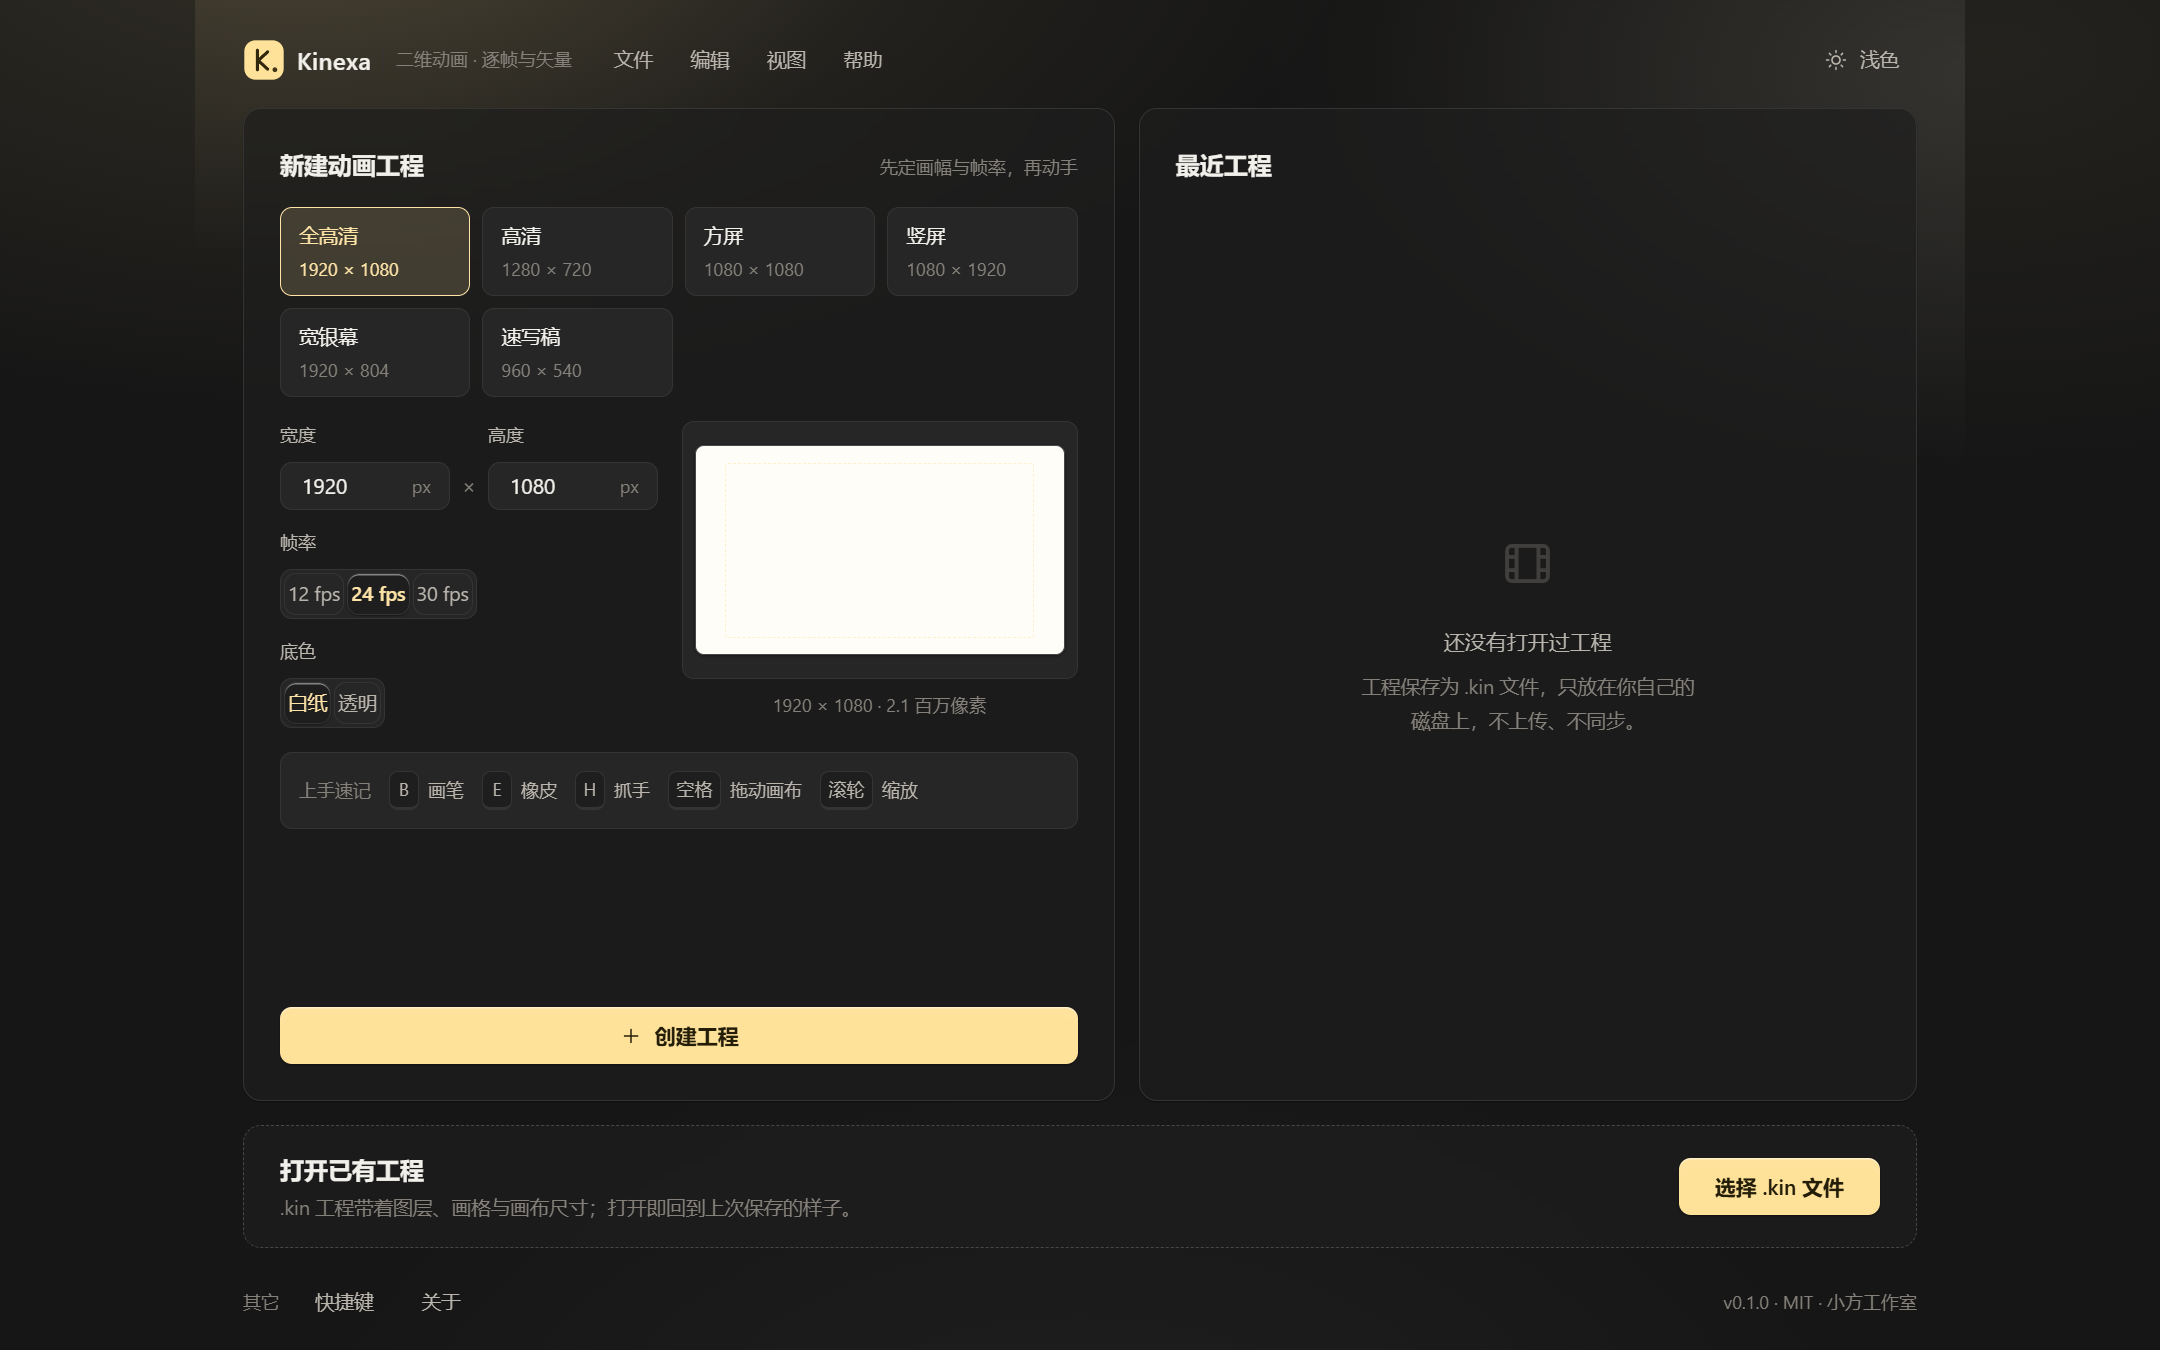 K. Kinexa 二维动画 · 逐帧与矢量 文件 编辑 视图 帮助 浅色
新建动画工程 先定画幅与帧率，再动手
全高清 高清 方屏 竖屏
1920 × 1080 1280 × 720 1080 × 1080 1080 × 1920
宽银幕 速写稿
1920 × 804 960 × 540
宽度 高度
1920 px × 1080 px
帧率
12 fps 24 fps 30 fps
底色
白纸 透明
1920 × 1080 · 2.1 百万像素
上手速记 B 画笔 E 橡皮 H 抓手 空格 拖动画布 滚轮 缩放
+ 创建工程
最近工程
还没有打开过工程
工程保存为 .kin 文件，只放在你自己的
磁盘上，不上传、不同步。
打开已有工程
.kin 工程带着图层、画格与画布尺寸；打开即回到上次保存的样子。
选择 .kin 文件
其它 快捷键 关于 v0.1.0 · MIT · 小方工作室